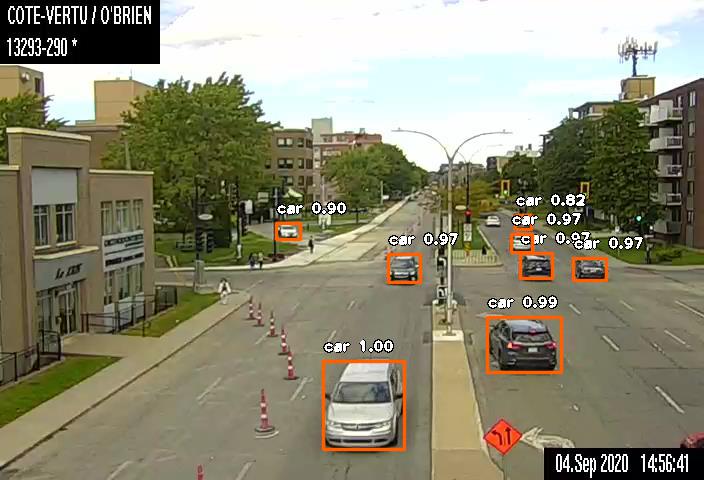 COTE-VERTU / O'BRIEN
13293-290 *
car 0.82
car 0.90
car 0.97
car 0.97
car 0.97
car 0.97
car 0.99
car 1.00
04.Sep 2020 14:56:41